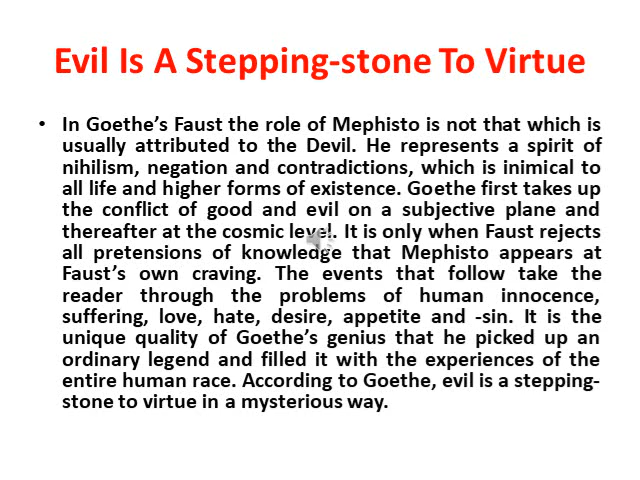 Evil Is A Stepping-stone To Virtue
• In Goethe’s Faust the role of Mephisto is not that which is
usually attributed to the Devil. He represents a spirit of
nihilism, negation and contradictions, which is inimical to
all life and higher forms of existence. Goethe first takes up
the conflict of good and evil on a subjective plane and
thereafter at the cosmic level. It is only when Faust rejects
all pretensions of knowledge that Mephisto appears at
Faust’s own craving. The events that follow take the
reader through the problems of human innocence,
suffering, love, hate, desire, appetite and -sin. It is the
unique quality of Goethe’s genius that he picked up an
ordinary legend and filled it with the experiences of the
entire human race. According to Goethe, evil is a stepping-
stone to virtue in a mysterious way.